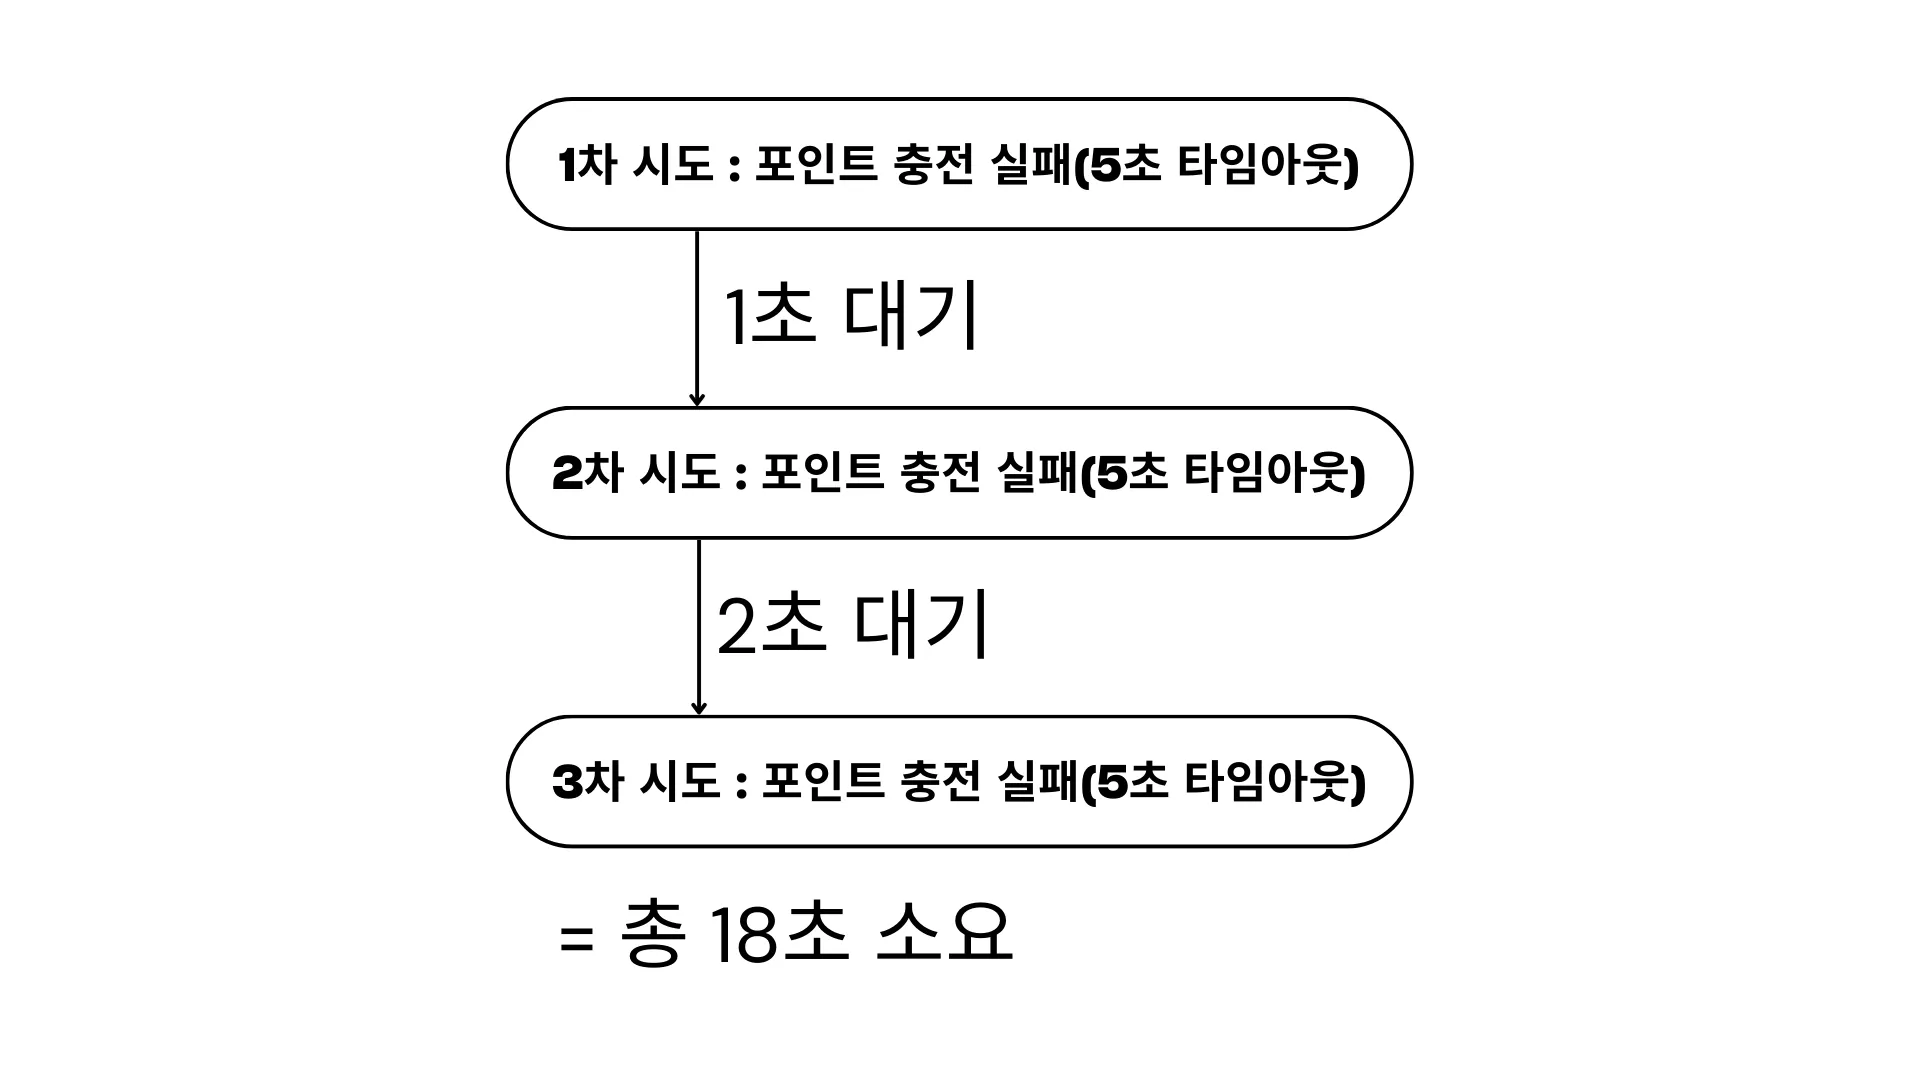 1차 시도 : 포인트 충전 실패(5초 타임아웃)
1초 대기
2차 시도 : 포인트 충전 실패(5초 타임아웃)
2초 대기
3차 시도 : 포인트 충전 실패(5초 타임아웃)
= 총 18초 소요